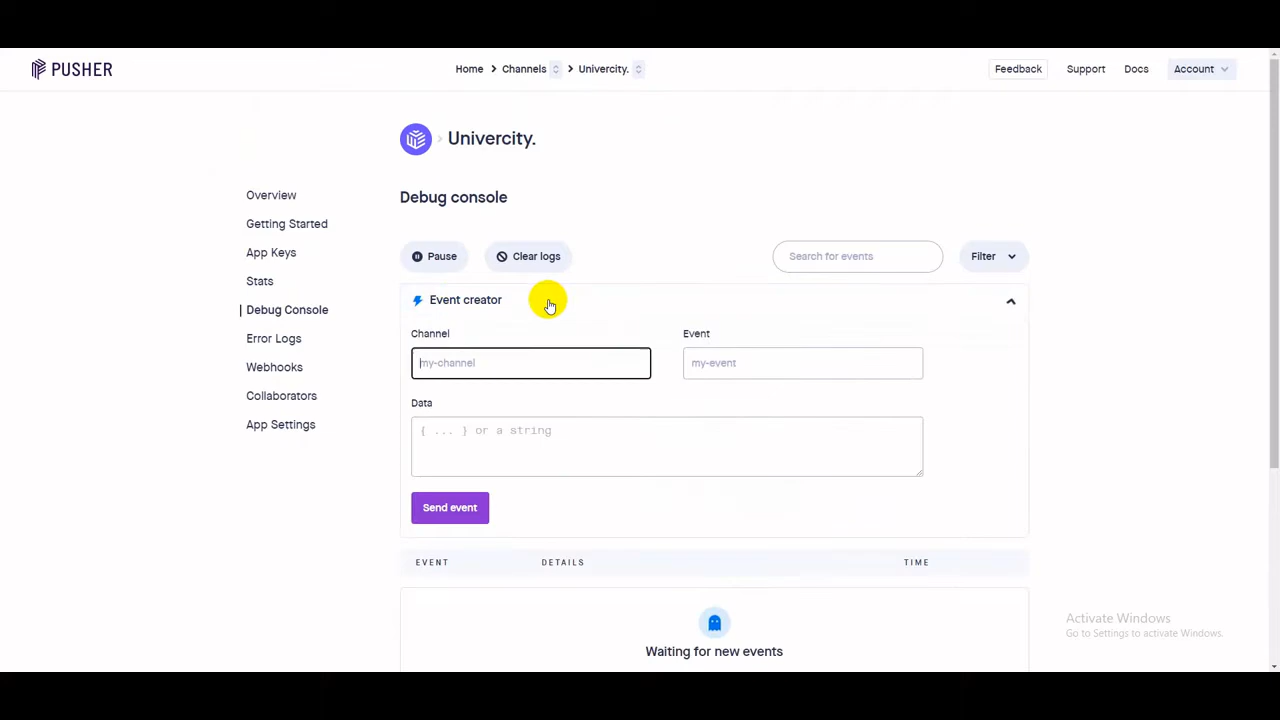 PUSHER
Home > Channels > Univercity.
Feedback
Support
Docs
Account
Univercity.
Overview
Getting Started
App Keys
Stats
Debug Console
Error Logs
Webhooks
Collaborators
App Settings
Debug console
Pause
Clear logs
Search for events
Filter
Event creator
Channel
Event
my-channel
my-event
Data
{ ... } or a string
Send event
EVENT DETAILS TIME
Waiting for new events
Activate Windows
Go to Settings to activate Windows.